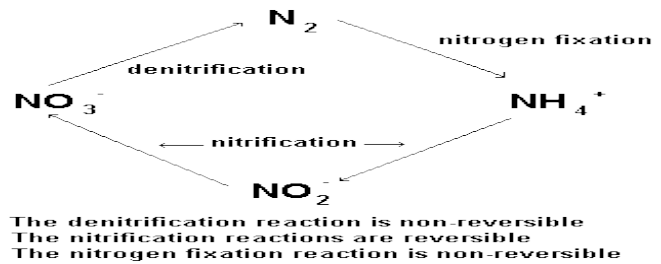 N2
nitrogen fixation
denitrification
NO3-
NH4+
nitrification
NO2-
The denitrification reaction is non-reversible
The nitrification reactions are reversible
The nitrogen fixation reaction is non-reversible